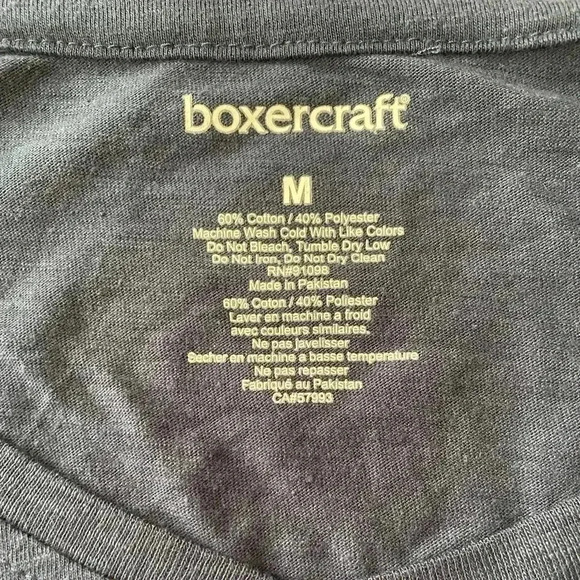 boxercraft®
M
60% Cotton / 40% Polyester
Machine Wash Cold With Like Colors
Do Not Bleach, Tumble Dry Low
Do Not Iron, Do Not Dry Clean
RN#91098
Made in Pakistan
60% Coton / 40% Poliester
Laver en machine a froid
avec couleurs similaires.
Ne pas javelisser
Secher en machine a basse temperature
Ne pas repasser
Fabriqué au Pakistan
CA#57993